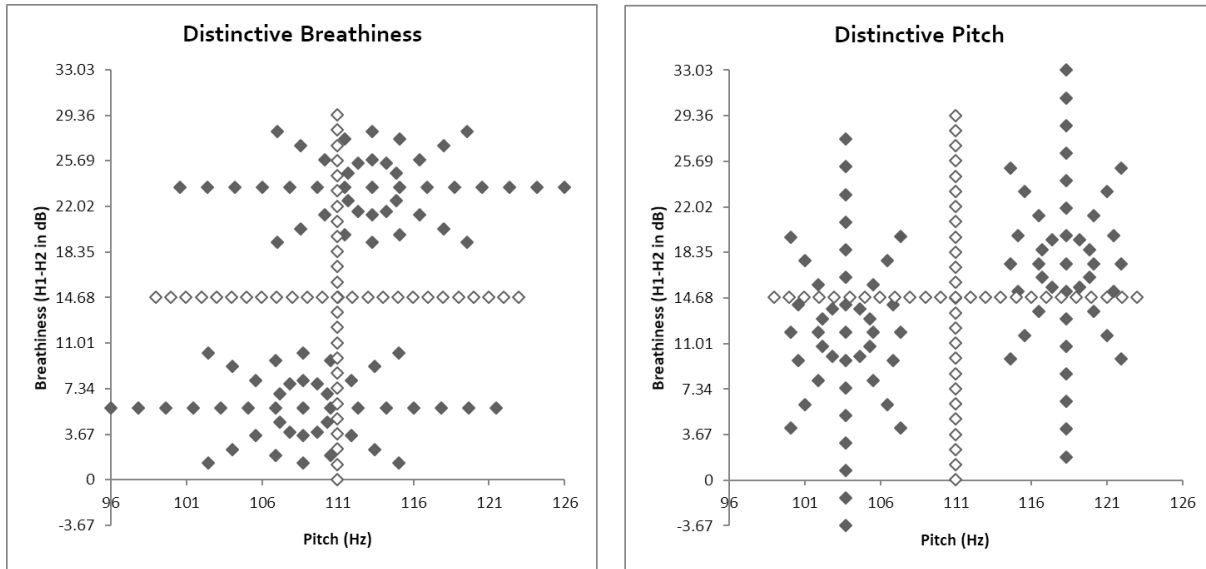 Distinctive Breathiness
33.03
29.36
25.69
22.02
18.35
14.68
11.01
7.34
3.67
0
-3.67
Breathiness (H1-H2 in dB)
96 101 106 111 116 121 126
Pitch (Hz)
Distinctive Pitch
33.03
29.36
25.69
22.02
18.35
14.68
11.01
7.34
3.67
0
-3.67
Breathiness (H1-H2 in dB)
96 101 106 111 116 121 126
Pitch (Hz)